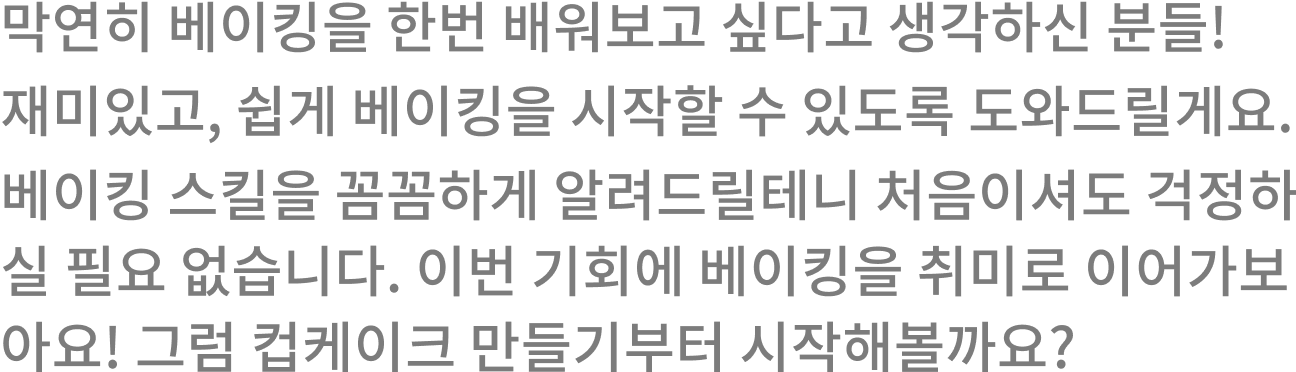 막연히 베이킹을 한번 배워보고 싶다고 생각하신 분들!
재미있고, 쉽게 베이킹을 시작할 수 있도록 도와드릴게요.
베이킹 스킬을 꼼꼼하게 알려드릴테니 처음이셔도 걱정하
실 필요 없습니다. 이번 기회에 베이킹을 취미로 이어가보
아요! 그럼 컵케이크 만들기부터 시작해볼까요?